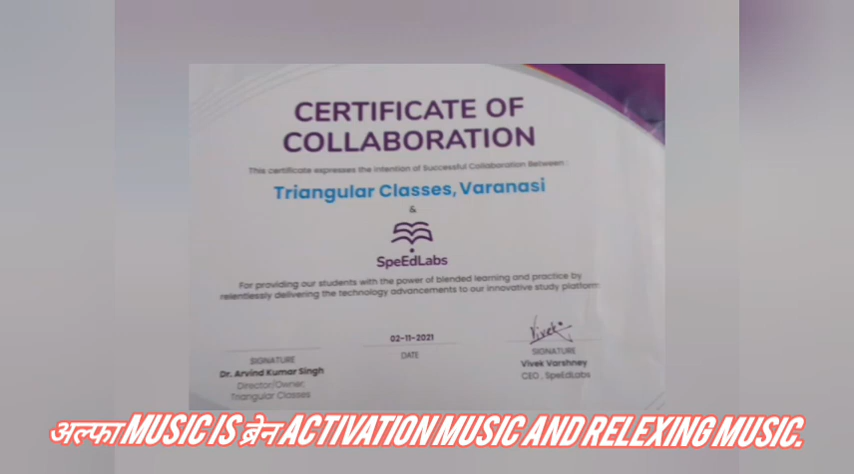 CERTIFICATE OF
COLLABORATION
This certificate expresses the Intention of Successful Collaboration Between :
Triangular Classes, Varanasi
&
SpeEdLabs
For providing our students with the power of blended learning and practice by
relentlessly delivering the technology advancements to our innovative study platform
Vivek
02-11-2021
DATE
SIGNATURE
Dr. Arvind Kumar Singh
Director/Owner,
Triangular Classes
SIGNATURE
Vivek Varshney
CEO , SpeEdLabs
अल्फा MUSIC IS ब्रेन ACTIVATION MUSIC AND RELEXING MUSIC.